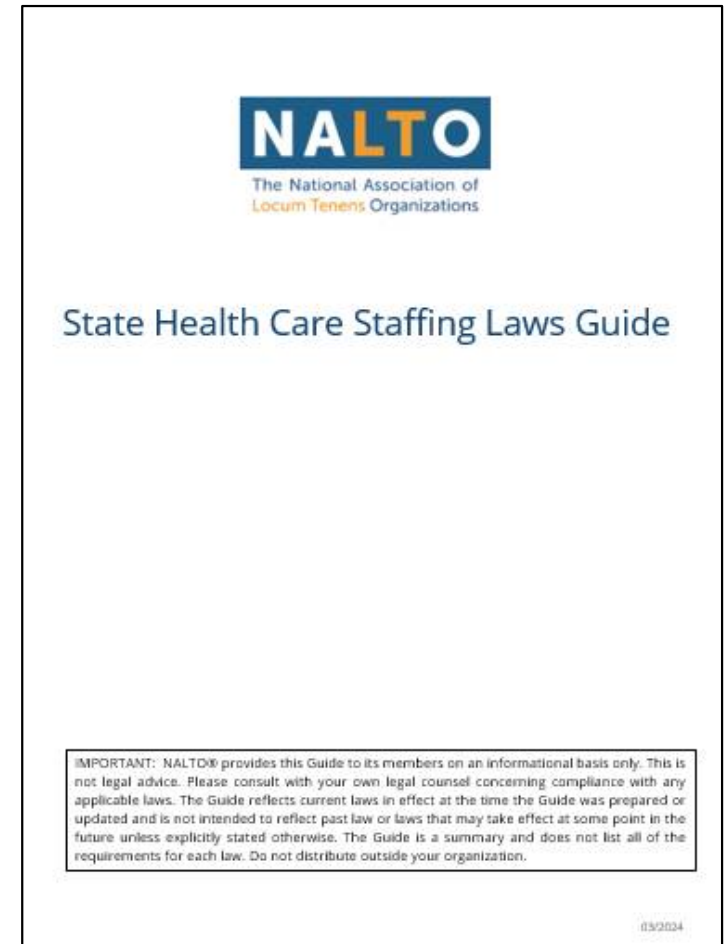 NALTO
The National Association of
Locum Tenens Organizations
State Health Care Staffing Laws Guide
IMPORTANT: NALTO® provides this Guide to its members on an informational basis only. This is
not legal advice. Please consult with your own legal counsel concerning compliance with any
applicable laws. The Guide reflects current laws in effect at the time the Guide was prepared or
updated and is not intended to reflect past law or laws that may take effect at some point in the
future unless explicitly stated otherwise. The Guide is a summary and does not list all of the
requirements for each law. Do not distribute outside your organization.
03/2024